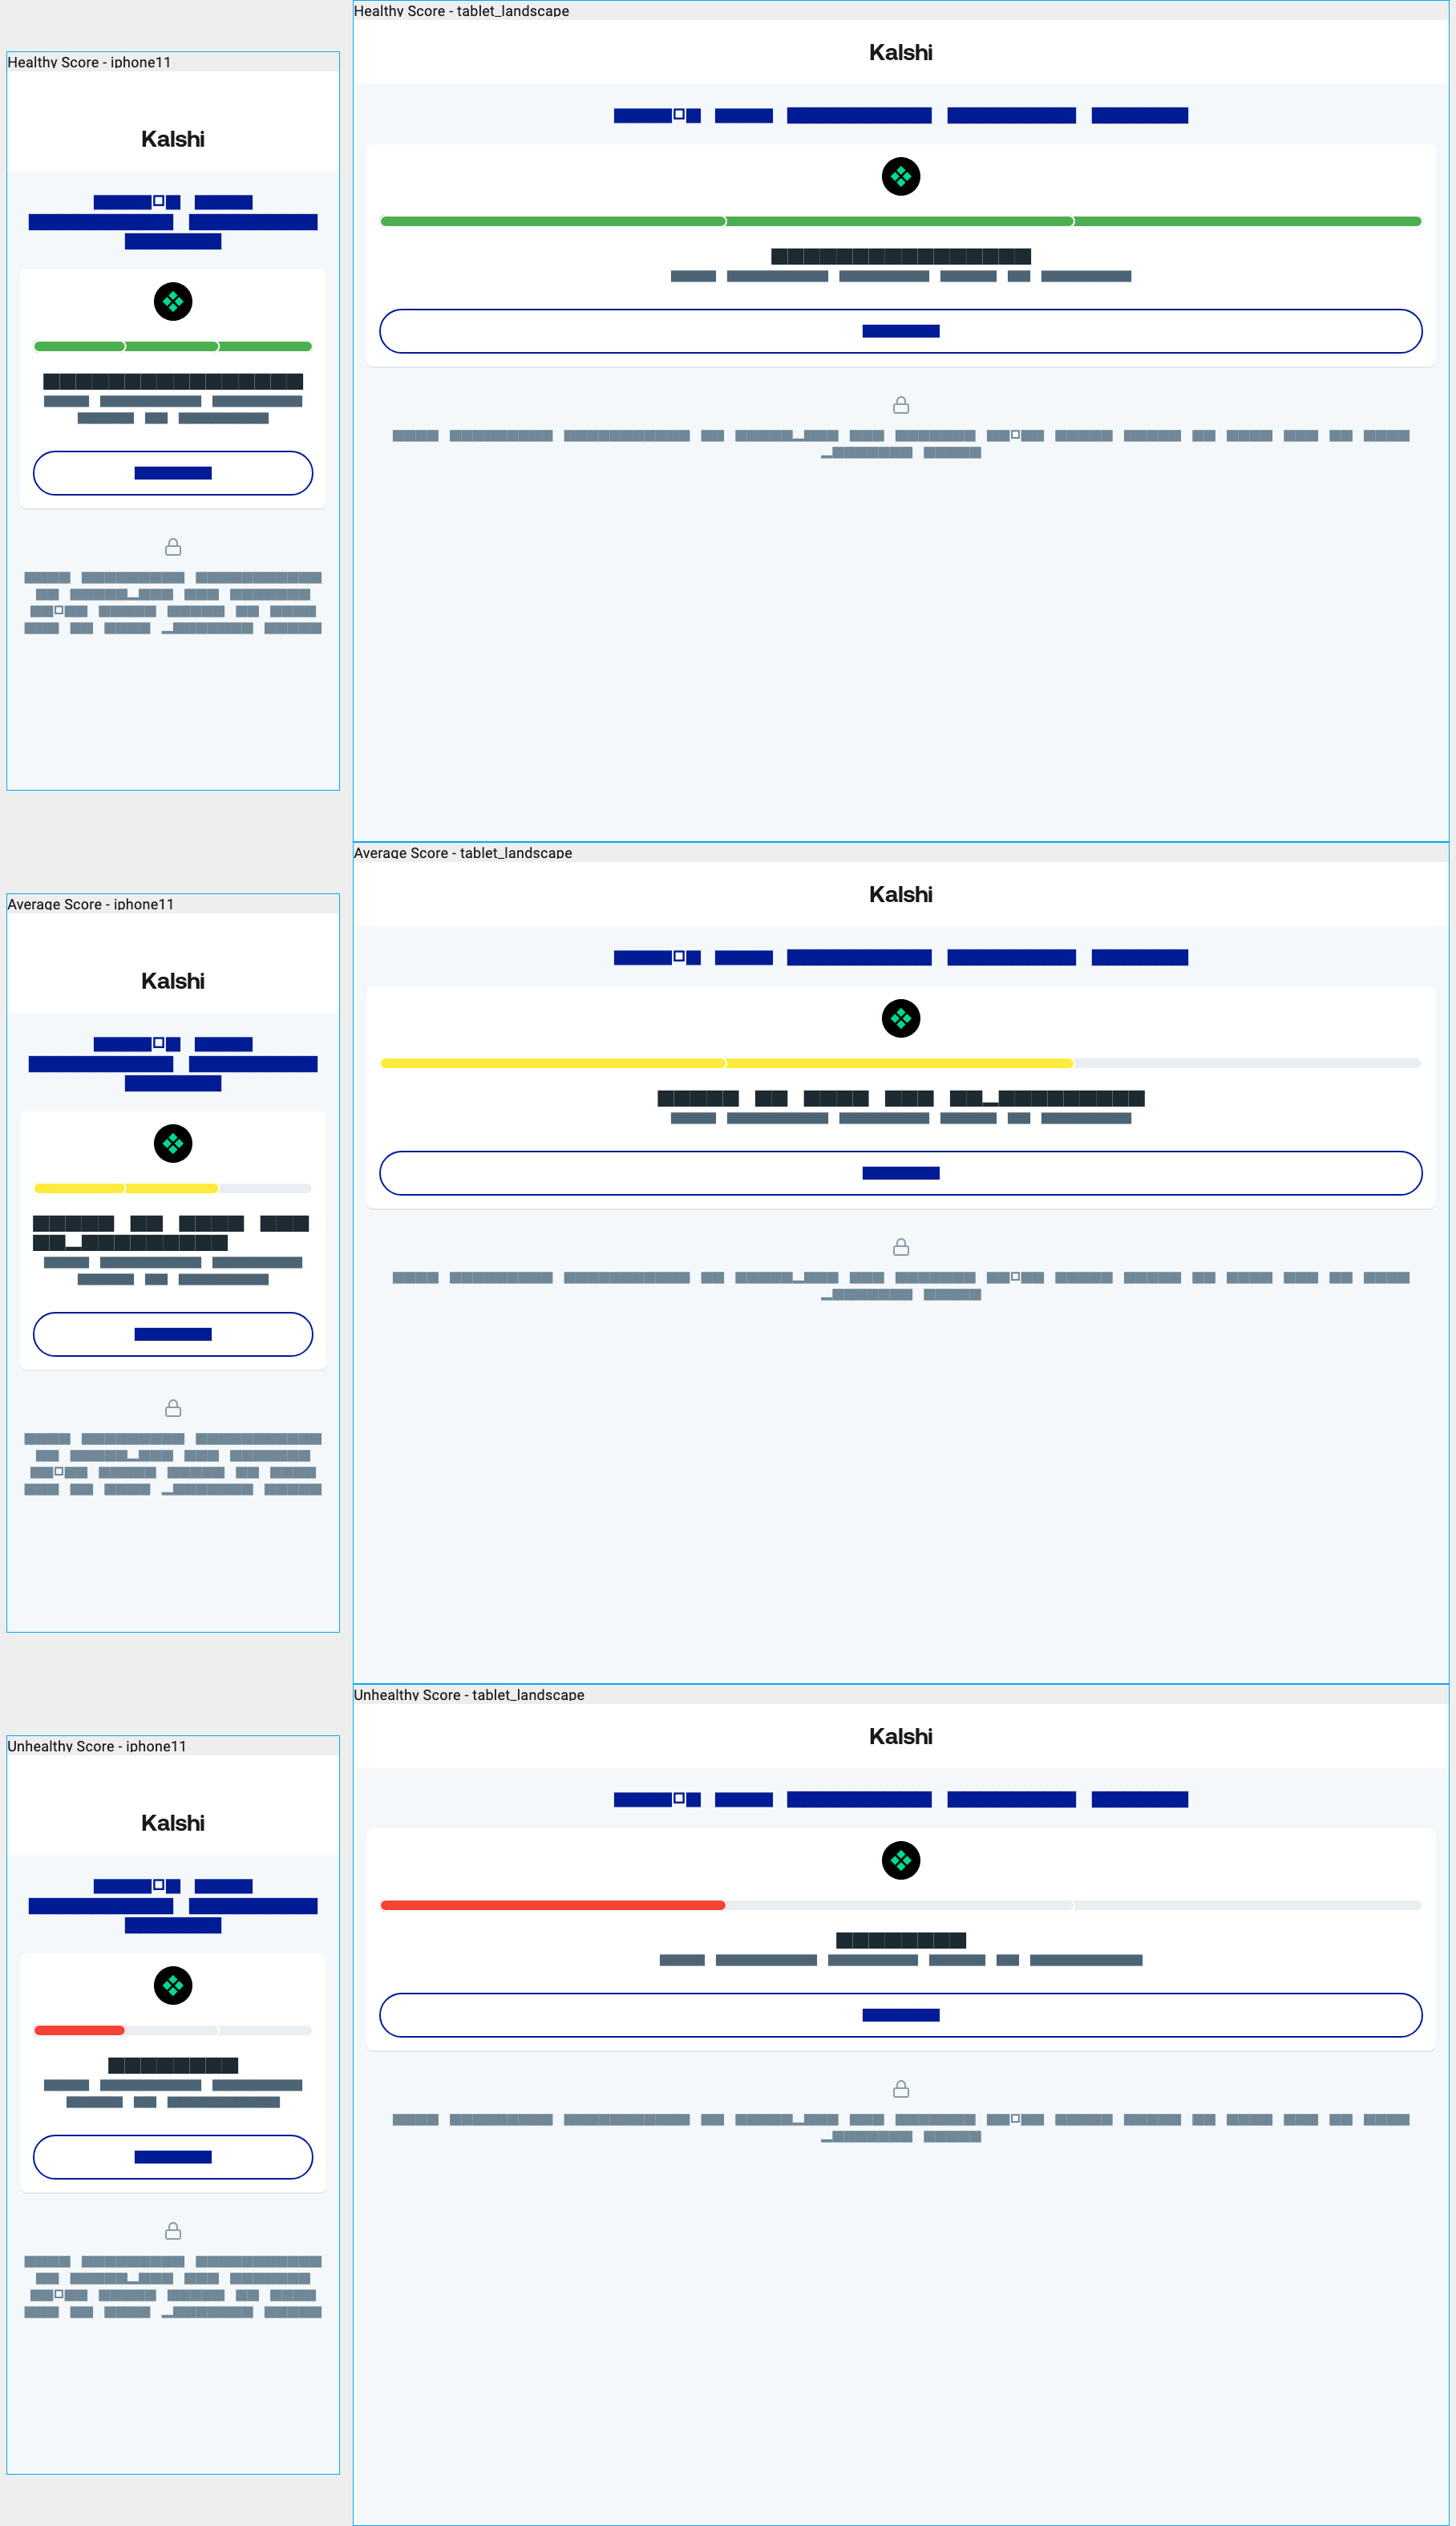 Healthy Score - tablet_landscape
Kalshi
Healthy Score - iphone11
Kalshi
Average Score - tablet_landscape
Kalshi
Average Score - iphone11
Kalshi
Unhealthy Score - tablet_landscape
Kalshi
Unhealthy Score - iphone11
Kalshi